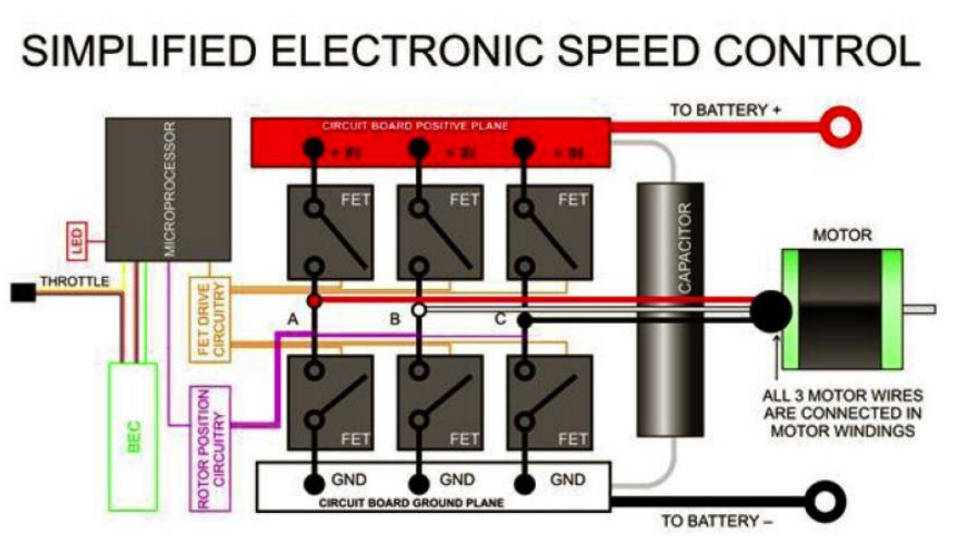 SIMPLIFIED ELECTRONIC SPEED CONTROL
TO BATTERY +
CIRCUIT BOARD POSITIVE PLANE
MICROPROCESSOR
FET
FET
FET
CAPACITOR
LED
MOTOR
THROTTLE
FET DRIVE
CIRCUITRY
A
B
C
BEC
ROTOR POSITION
CIRCUITRY
FET
FET
FET
ALL 3 MOTOR WIRES
ARE CONNECTED IN
MOTOR WINDINGS
GND
GND
GND
CIRCUIT BOARD GROUND PLANE
TO BATTERY –